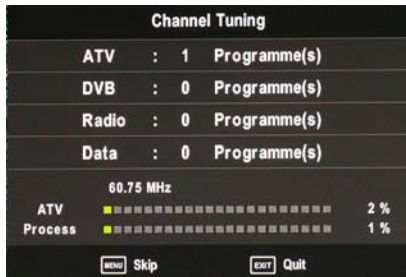 Channel Tuning
ATV : 1 Programme(s)
DVB : 0 Programme(s)
Radio : 0 Programme(s)
Data : 0 Programme(s)
60.75 MHz
ATV 2 %
Process 1 %
MENU Skip EXIT Quit